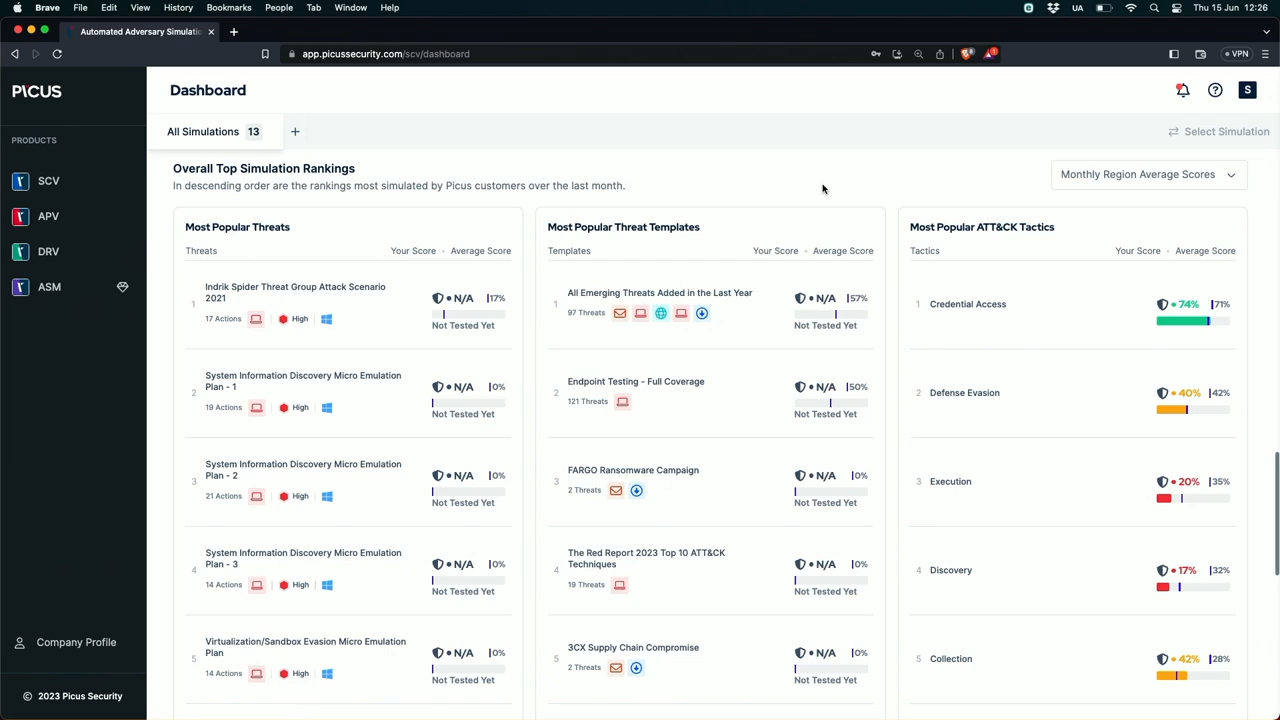 Brave File Edit View History Bookmarks People Tab Window Help
UA Thu 15 Jun 12:26
Automated Adversary Simulati
app.picussecurity.com/scv/dashboard
VPN
PICUS
PRODUCTS
SCV
APV
DRV
ASM
Company Profile
© 2023 Picus Security
Dashboard
S
All Simulations 13
Select Simulation
Overall Top Simulation Rankings
In descending order are the rankings most simulated by Picus customers over the last month.
Monthly Region Average Scores
Most Popular Threats
Threats Your Score Average Score
1 Indrik Spider Threat Group Attack Scenario
2021
17 Actions High
N/A 17%
Not Tested Yet
2 System Information Discovery Micro Emulation
Plan - 1
19 Actions High
N/A 0%
Not Tested Yet
3 System Information Discovery Micro Emulation
Plan - 2
21 Actions High
N/A 0%
Not Tested Yet
4 System Information Discovery Micro Emulation
Plan - 3
14 Actions High
N/A 0%
Not Tested Yet
5 Virtualization/Sandbox Evasion Micro Emulation
Plan
14 Actions High
N/A 0%
Not Tested Yet
Most Popular Threat Templates
Templates Your Score Average Score
1 All Emerging Threats Added in the Last Year
97 Threats
N/A 57%
Not Tested Yet
2 Endpoint Testing - Full Coverage
121 Threats
N/A 50%
Not Tested Yet
3 FARGO Ransomware Campaign
2 Threats
N/A 0%
Not Tested Yet
4 The Red Report 2023 Top 10 ATT&CK
Techniques
19 Threats
N/A 0%
Not Tested Yet
5 3CX Supply Chain Compromise
2 Threats
N/A 0%
Not Tested Yet
Most Popular ATT&CK Tactics
Tactics Your Score Average Score
1 Credential Access 74% 71%
2 Defense Evasion 40% 42%
3 Execution 20% 35%
4 Discovery 17% 32%
5 Collection 42% 28%